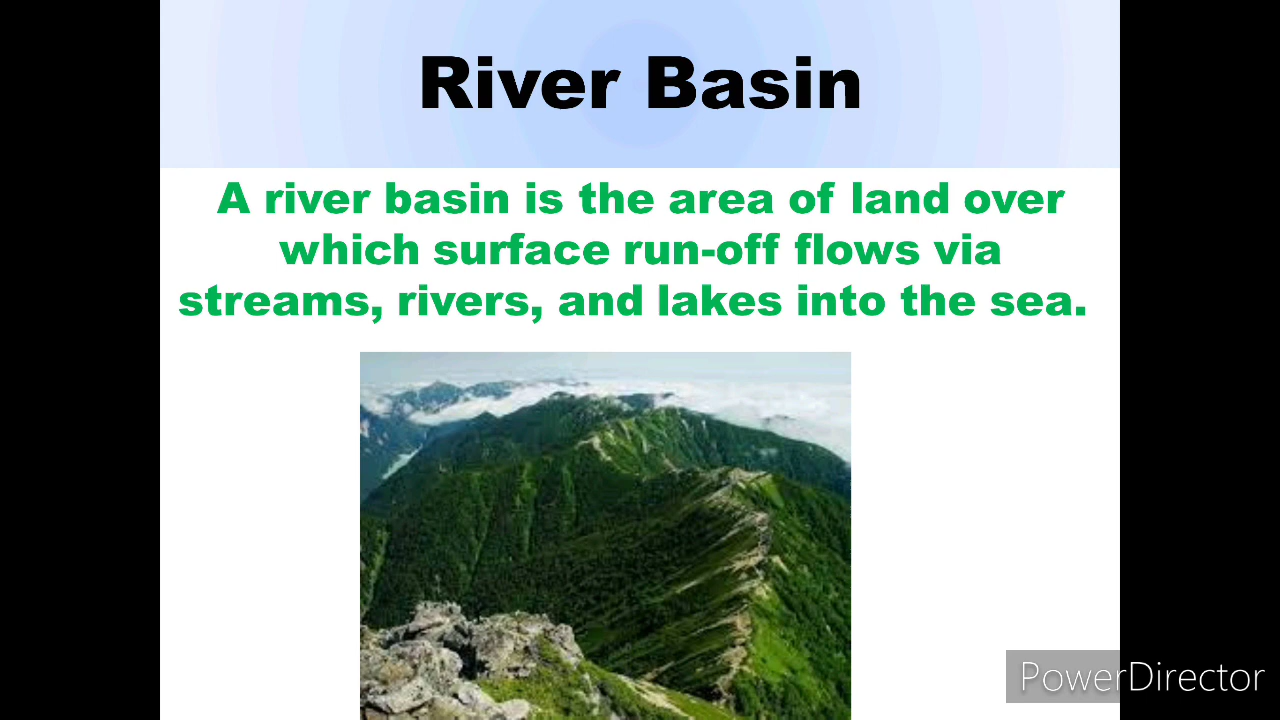 River Basin
A river basin is the area of land over
which surface run-off flows via
streams, rivers, and lakes into the sea.
PowerDirector